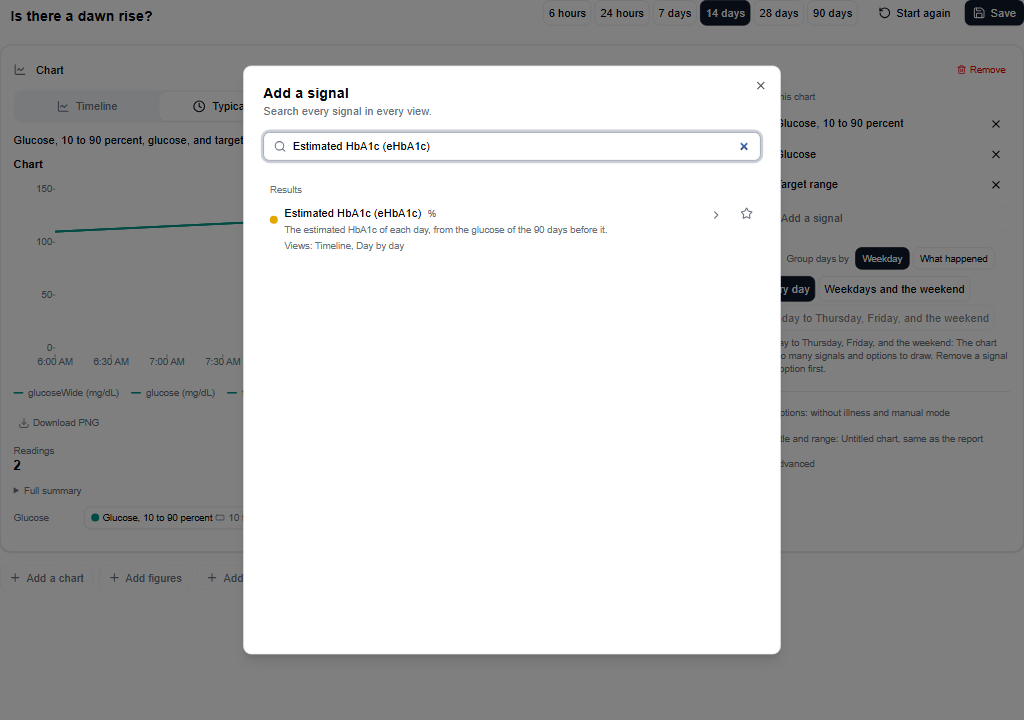 Is there a dawn rise?
6 hours
24 hours
7 days
14 days
28 days
90 days
Start again
Save
Chart
Remove
Timeline
Typica
Glucose, 10 to 90 percent, glucose, and target
Chart
150
100
50
0
6:00 AM
6:30 AM
7:00 AM
7:30 AM
glucoseWide (mg/dL)
glucose (mg/dL)
Download PNG
Readings
2
Full summary
Glucose
Glucose, 10 to 90 percent
10
Add a chart
Add figures
Add
Add a signal
Search every signal in every view.
Estimated HbA1c (eHbA1c)
Results
Estimated HbA1c (eHbA1c) %
The estimated HbA1c of each day, from the glucose of the 90 days before it.
Views: Timeline, Day by day
his chart
Glucose, 10 to 90 percent
Glucose
Target range
Add a signal
Group days by
Weekday
What happened
ry day
Weekdays and the weekend
day to Thursday, Friday, and the weekend
ay to Thursday, Friday, and the weekend: The chart
o many signals and options to draw. Remove a signal
option first.
ptions: without illness and manual mode
tle and range: Untitled chart, same as the report
dvanced